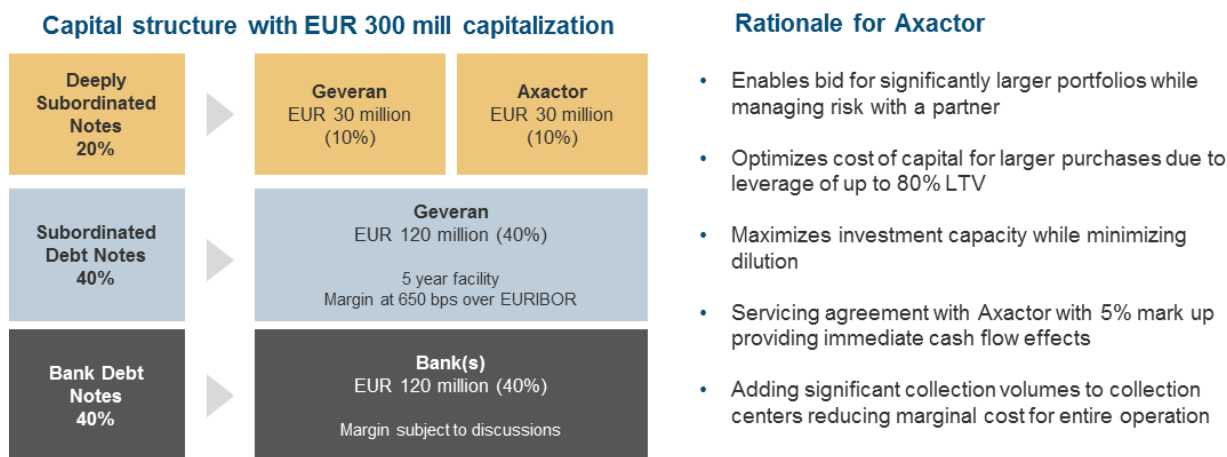 Capital structure with EUR 300 mill capitalization
Deeply
Subordinated
Notes
20%
Geveran
EUR 30 million
(10%)
Axactor
EUR 30 million
(10%)
Subordinated
Debt Notes
40%
Geveran
EUR 120 million (40%)
5 year facility
Margin at 650 bps over EURIBOR
Bank Debt
Notes
40%
Bank(s)
EUR 120 million (40%)
Margin subject to discussions
Rationale for Axactor
• Enables bid for significantly larger portfolios while
managing risk with a partner
• Optimizes cost of capital for larger purchases due to
leverage of up to 80% LTV
• Maximizes investment capacity while minimizing
dilution
• Servicing agreement with Axactor with 5% mark up
providing immediate cash flow effects
• Adding significant collection volumes to collection
centers reducing marginal cost for entire operation